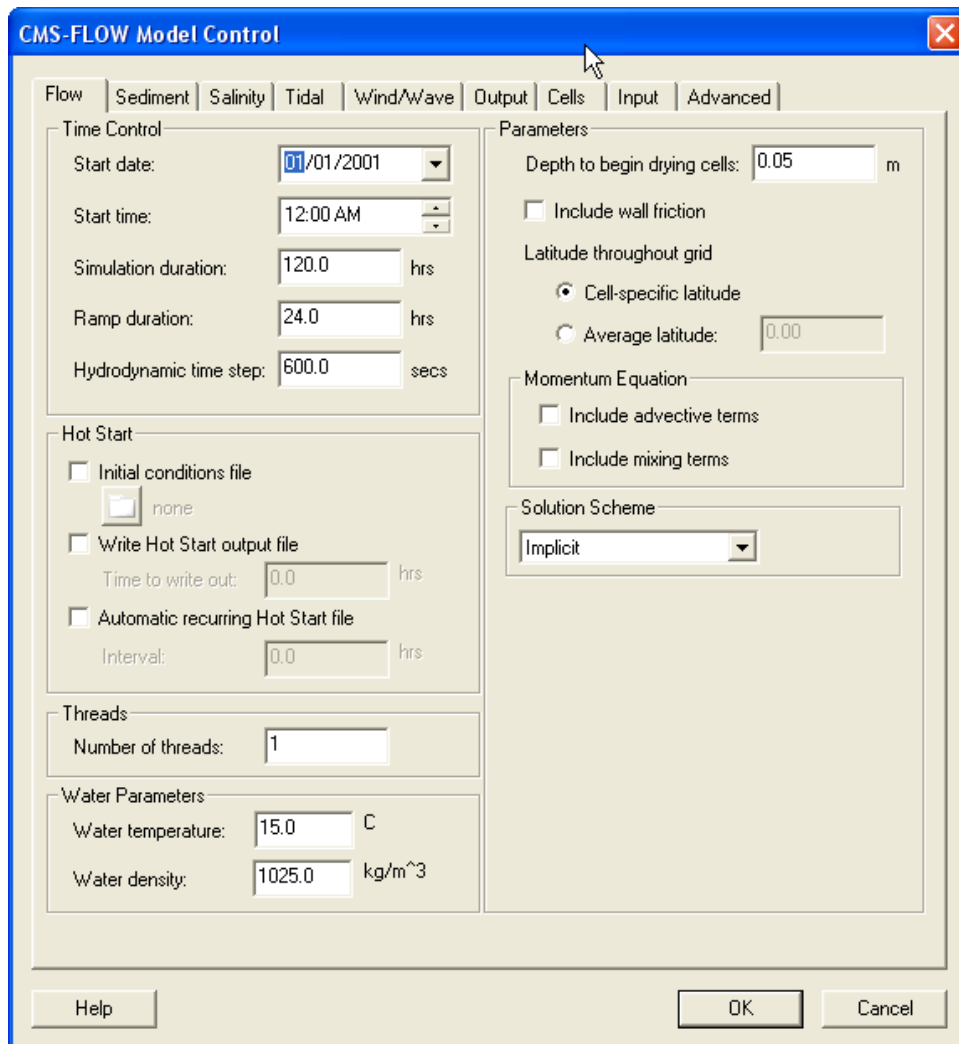 CMS-FLOW Model Control
Flow Sediment Salinity Tidal Wind/Wave Output Cells Input Advanced
Time Control
Start date: 01/01/2001
Start time: 12:00 AM
Simulation duration: 120.0 hrs
Ramp duration: 24.0 hrs
Hydrodynamic time step: 600.0 secs
Hot Start
Initial conditions file
none
Write Hot Start output file
Time to write out: 0.0 hrs
Automatic recurring Hot Start file
Interval: 0.0 hrs
Threads
Number of threads: 1
Water Parameters
Water temperature: 15.0 C
Water density: 1025.0 kg/m^3
Parameters
Depth to begin drying cells: 0.05 m
Include wall friction
Latitude throughout grid
Cell-specific latitude
Average latitude: 0.00
Momentum Equation
Include advective terms
Include mixing terms
Solution Scheme
Implicit
Help OK Cancel